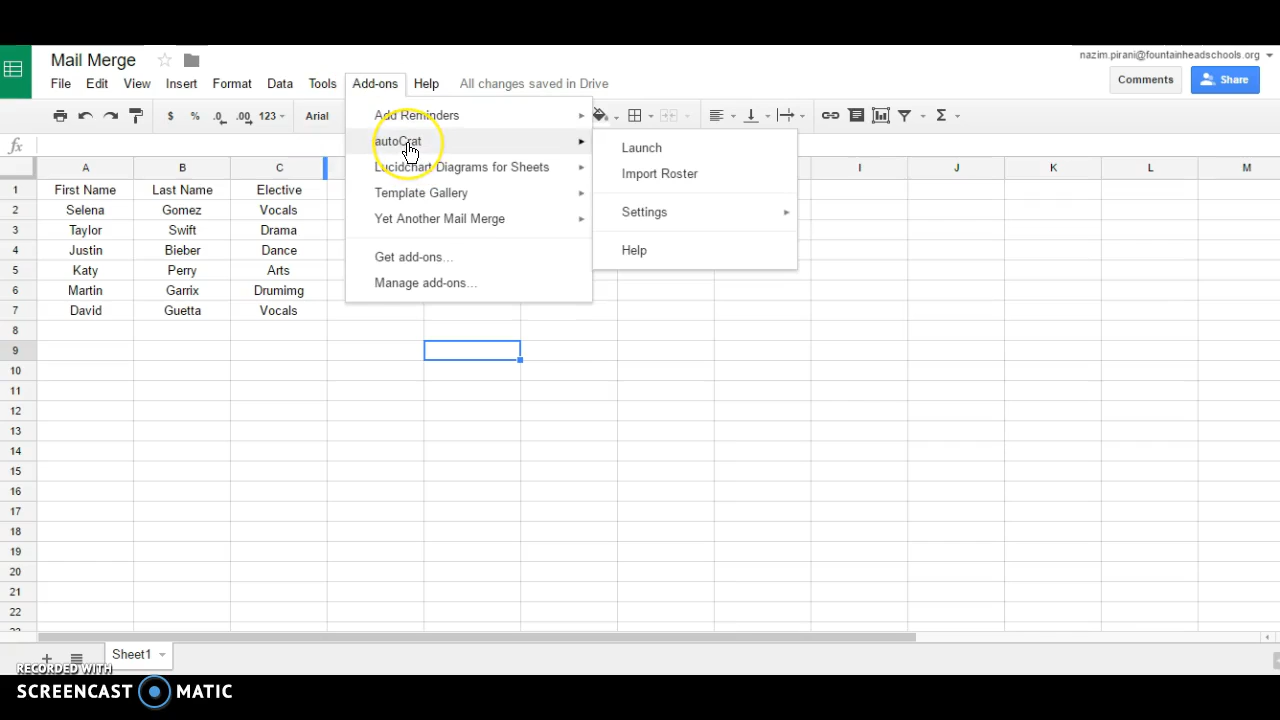 Mail Merge
nazim.pirani@fountainheadschools.org
File Edit View Insert Format Data Tools Add-ons Help All changes saved in Drive
Comments Share
$ % .0 .00 123 Arial
Add Reminders
autoCrat
Lucidchart Diagrams for Sheets
Template Gallery
Yet Another Mail Merge
Get add-ons...
Manage add-ons...
Launch
Import Roster
Settings
Help
fx
A B C I J K L M
1 First Name Last Name Elective
2 Selena Gomez Vocals
3 Taylor Swift Drama
4 Justin Bieber Dance
5 Katy Perry Arts
6 Martin Garrix Drumimg
7 David Guetta Vocals
8
9
10
11
12
13
14
15
16
17
18
19
20
21
22
23
Sheet1
RECORDED WITH
SCREENCAST MATIC